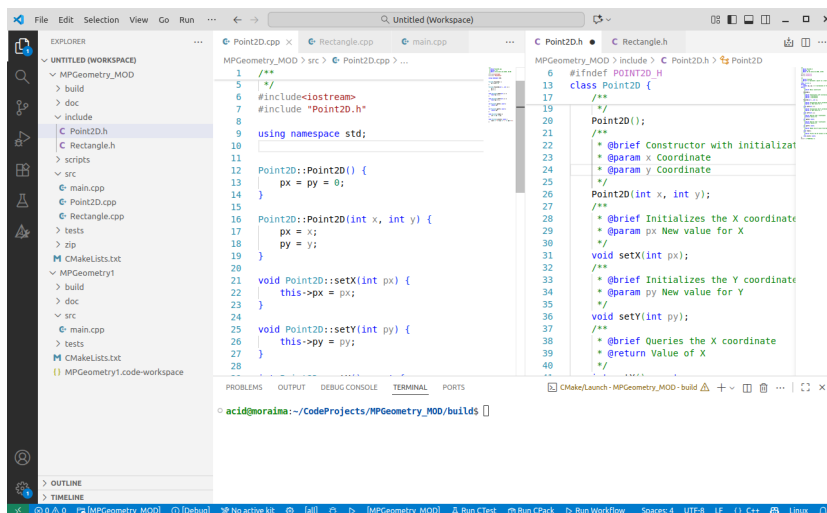 File Edit Selection View Go Run ··· Untitled (Workspace)
EXPLORER ···
UNTITLED (WORKSPACE)
MPGeometry_MOD
build
doc
include
C Point2D.h
C Rectangle.h
scripts
src
main.cpp
Point2D.cpp
Rectangle.cpp
tests
zip
M CMakeLists.txt
MPGeometry1
build
doc
src
main.cpp
tests
M CMakeLists.txt
{} MPGeometry1.code-workspace
OUTLINE
TIMELINE
Point2D.cpp × Rectangle.cpp main.cpp ···
MPGeometry_MOD > src > Point2D.cpp > ...
1 /**
5 */
6 #include<iostream>
7 #include "Point2D.h"
8
9 using namespace std;
10
11
12 Point2D::Point2D() {
13 px = py = 0;
14 }
15
16 Point2D::Point2D(int x, int y) {
17 px = x;
18 py = y;
19 }
20
21 void Point2D::setX(int px) {
22 this->px = px;
23 }
24
25 void Point2D::setY(int py) {
26 this->py = py;
27 }
28
C Point2D.h ● C Rectangle.h
MPGeometry_MOD > include > C Point2D.h > Point2D
6 #ifndef POINT2D_H
13 class Point2D {
17 /**
19 */
20 Point2D();
21 /**
22 * @brief Constructor with initializat
23 * @param x Coordinate
24 * @param y Coordinate
25 */
26 Point2D(int x, int y);
27 /**
28 * @brief Initializes the X coordinate
29 * @param px New value for X
30 */
31 void setX(int px);
32 /**
33 * @brief Initializes the Y coordinate
34 * @param py New value for Y
35 */
36 void setY(int py);
37 /**
38 * @brief Queries the X coordinate
39 * @return Value of X
40 */
PROBLEMS OUTPUT DEBUG CONSOLE TERMINAL PORTS CMake/Launch - MPGeometry_MOD - build
acid@moraima:~/CodeProjects/MPGeometry_MOD/build$
0 0 [MPGeometry_MOD] [Debug] No active kit [all] [MPGeometry_MOD] Run CTest Run CPack Run Workflow Spaces: 4 UTF-8 LF {} C++ Linux